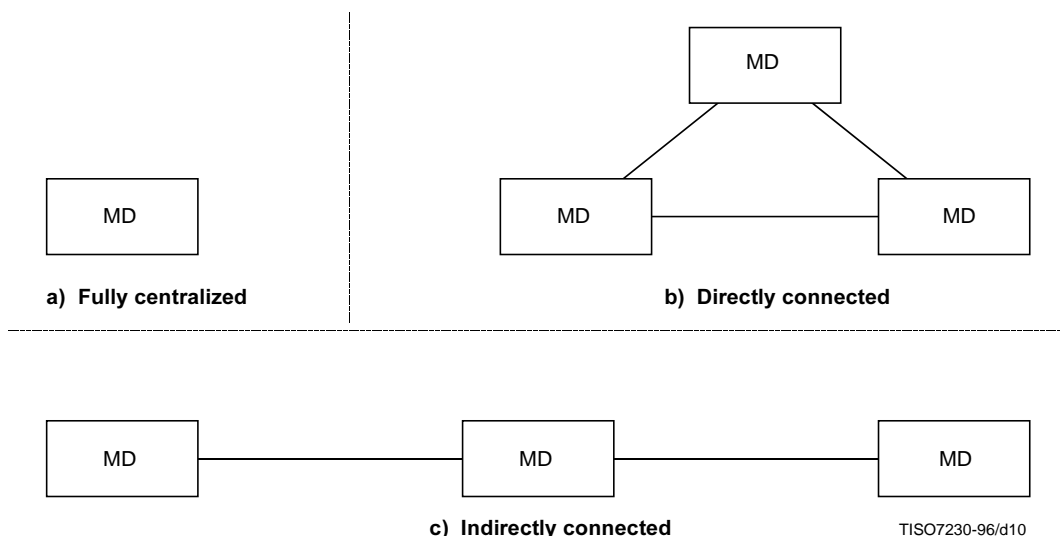 MD
MD
MD
MD
a) Fully centralized
b) Directly connected
MD
MD
MD
c) Indirectly connected
TISO7230-96/d10